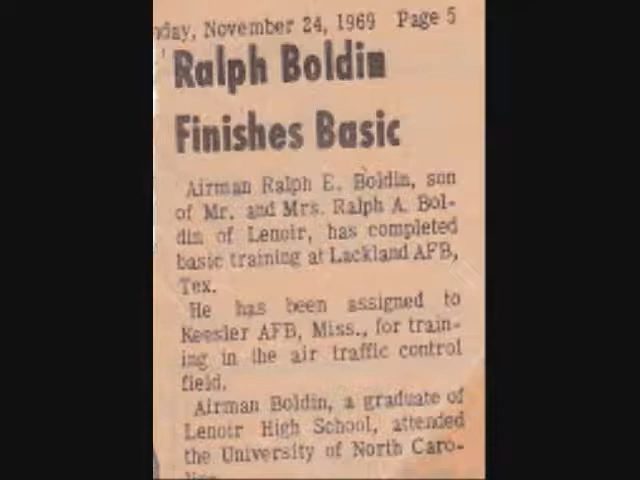 day, November 24, 1969 Page 5
Ralph Boldin
Finishes Basic
Airman Ralph E. Boldin, son
of Mr. and Mrs. Ralph A. Bol-
din of Lenoir, has completed
basic training at Lackland AFB,
Tex.
He has been assigned to
Keesler AFB, Miss., for train-
ing in the air traffic control
field.
Airman Boldin, a graduate of
Lenoir High School, attended
the University of North Caro-